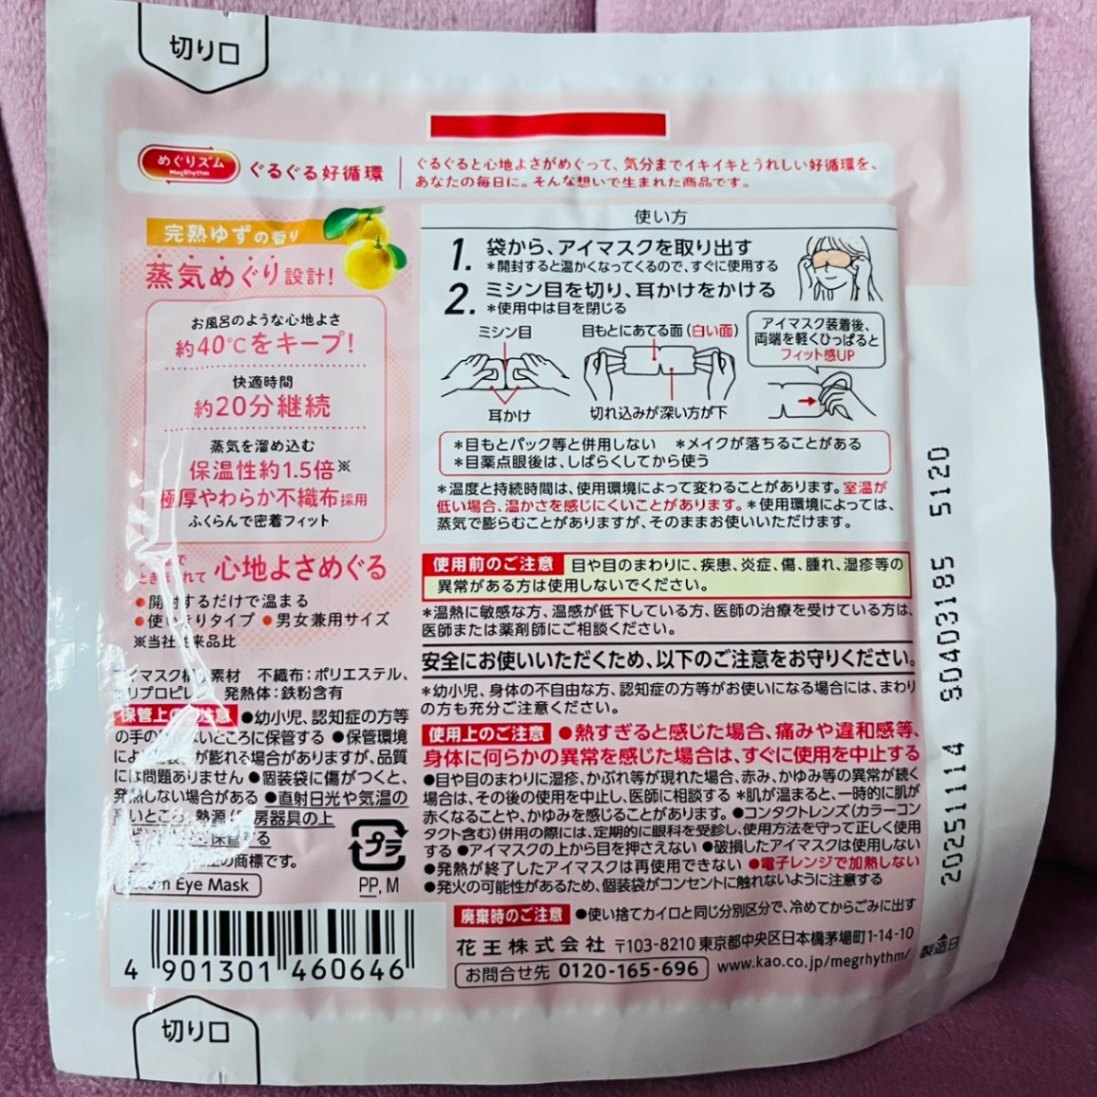 切り口
めぐりズム
MegRhythm
ぐるぐる好循環
ぐるぐると心地よさがめぐって、気分までイキイキとうれしい好循環を、
あなたの毎日に。そんな想いで生まれた商品です。
完熟ゆずの香り
蒸気めぐり設計!
お風呂のような心地よさ
約40℃をキープ!
快適時間
約20分継続
蒸気を溜め込む
保温性約1.5倍※
極厚やわらか不織布採用
ふくらんで密着フィット
て 心地よさめぐる
●開 するだけで温まる
●使い きりタイプ ●男女兼用サイズ
※当社 来品比
アイマスク 素材 不織布:ポリエステル、
ポリプロピレ 発熱体:鉄粉含有
保管上の 注意 ●幼小児、認知症の方等
の手の ないところに保管する ●保管環境
によ が膨れる場合がありますが、品質
には問題ありません ●個装袋に傷がつくと、
発熱しない場合がある ●直射日光や気温の
高いところ、熱源( 房器具の上
保管する
の商標です。
Eye Mask
プラ
PP, M
4 901301 460646
切り口
使い方
1. 袋から、アイマスクを取り出す
＊開封すると温かくなってくるので、すぐに使用する
2. ミシン目を切り、耳かけをかける
＊使用中は目を閉じる
ミシン目
耳かけ
目もとにあてる面(白い面)
切れ込みが深い方が下
アイマスク装着後、
両端を軽くひっぱると
フィット感UP
＊目もとパック等と併用しない ＊メイクが落ちることがある
＊目薬点眼後は、しばらくしてから使う
＊温度と持続時間は、使用環境によって変わることがあります。室温が
低い場合、温かさを感じにくいことがあります。＊使用環境によっては、
蒸気で膨らむことがありますが、そのままお使いいただけます。
使用前のご注意 目や目のまわりに、疾患、炎症、傷、腫れ、湿疹等の
異常がある方は使用しないでください。
＊温熱に敏感な方、温感が低下している方、医師の治療を受けている方は、
医師または薬剤師にご相談ください。
安全にお使いいただくため、以下のご注意をお守りください。
＊幼小児、身体の不自由な方、認知症の方等がお使いになる場合には、まわり
の方も充分ご注意ください。
使用上のご注意 ●熱すぎると感じた場合、痛みや違和感等、
身体に何らかの異常を感じた場合は、すぐに使用を中止する
●目や目のまわりに湿疹、かぶれ等が現れた場合、赤み、かゆみ等の異常が続く
場合は、その後の使用を中止し、医師に相談する ＊肌が温まると、一時的に肌が
赤くなることや、かゆみを感じることがあります。●コンタクトレンズ(カラーコン
タクト含む)併用の際には、定期的に眼科を受診し、使用方法を守って正しく使用
する ●アイマスクの上から目を押さえない ●破損したアイマスクは使用しない
●発熱が終了したアイマスクは再使用できない ●電子レンジで加熱しない
●発火の可能性があるため、個装袋がコンセントに触れないように注意する
廃棄時のご注意 ●使い捨てカイロと同じ分別区分で、冷めてからごみに出す
花王株式会社 〒103-8210 東京都中央区日本橋茅場町1-14-10
お問合せ先 0120-165-696 www.kao.co.jp/megrhythm/
製造日
20251114 90403185 5120